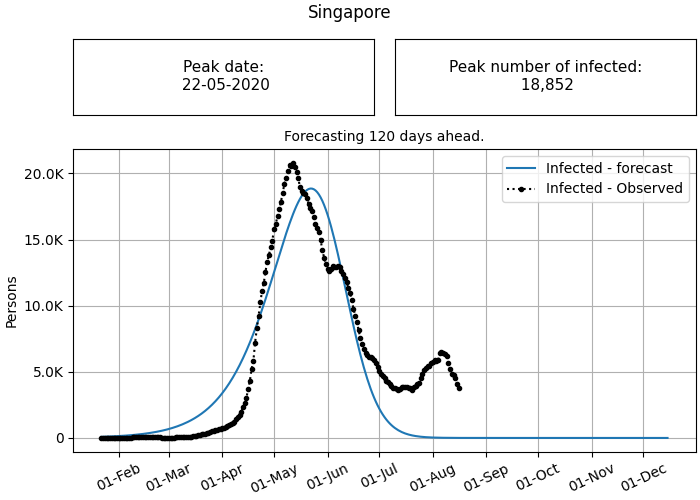 Singapore
Peak date:
22-05-2020
Peak number of infected:
18,852
Forecasting 120 days ahead.
Infected - forecast
Infected - Observed
20.0K
15.0K
10.0K
5.0K
0
Persons
01-Feb
01-Mar
01-Apr
01-May
01-Jun
01-Jul
01-Aug
01-Sep
01-Oct
01-Nov
01-Dec